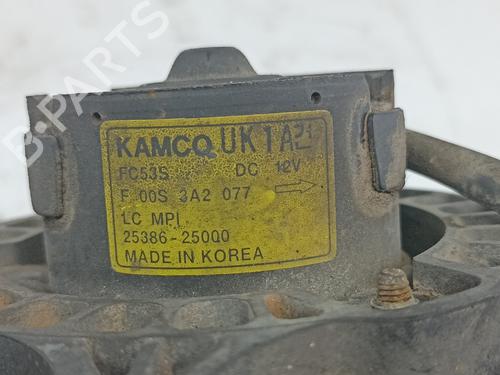 B-PARTS
KAMCO UK1A21
FC53S DC 12V
F 00S 3A2 077
LC MPI
25386-25000
MADE IN KOREA